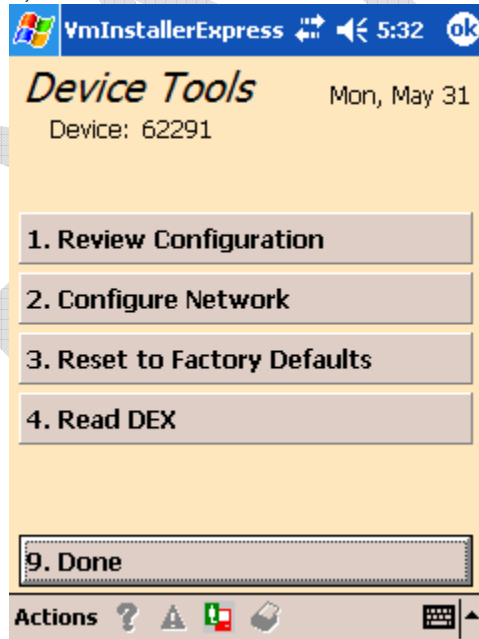 VmInstallerExpress 5:32 ok
Device Tools Mon, May 31
Device: 62291
1. Review Configuration
2. Configure Network
3. Reset to Factory Defaults
4. Read DEX
9. Done
Actions